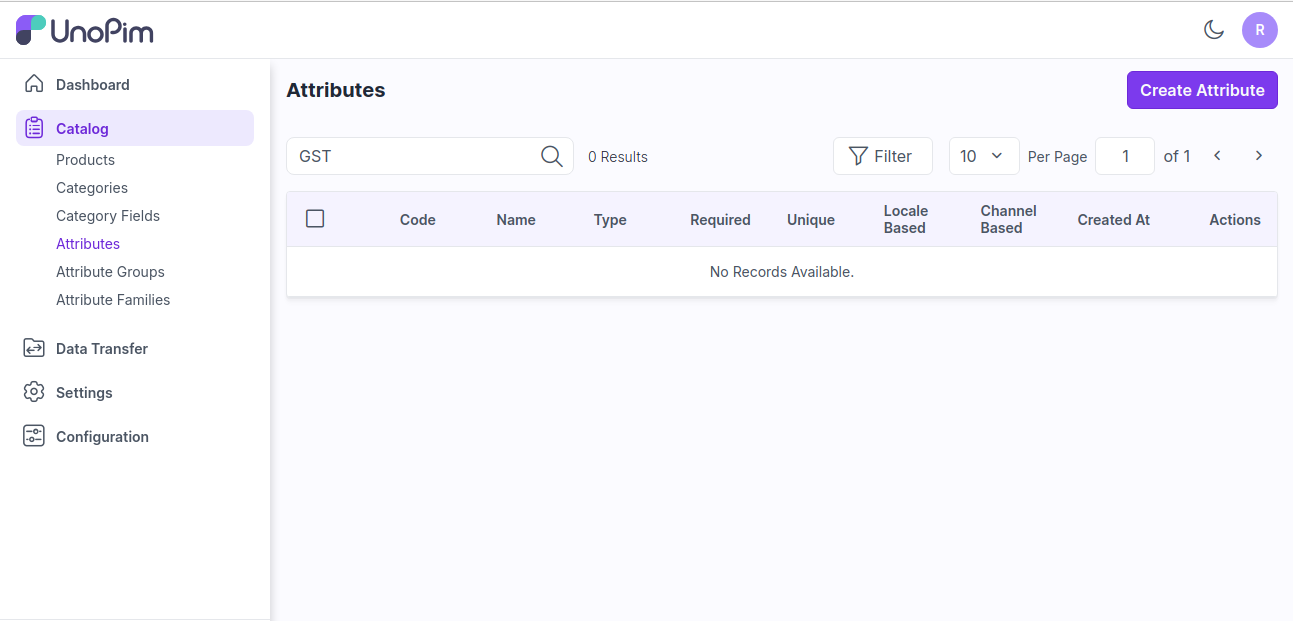 UnoPim
R
Dashboard
Catalog
Products
Categories
Category Fields
Attributes
Attribute Groups
Attribute Families
Data Transfer
Settings
Configuration
Attributes
Create Attribute
GST
0 Results
Filter
10
Per Page
1
of 1
Code
Name
Type
Required
Unique
Locale
Based
Channel
Based
Created At
Actions
No Records Available.